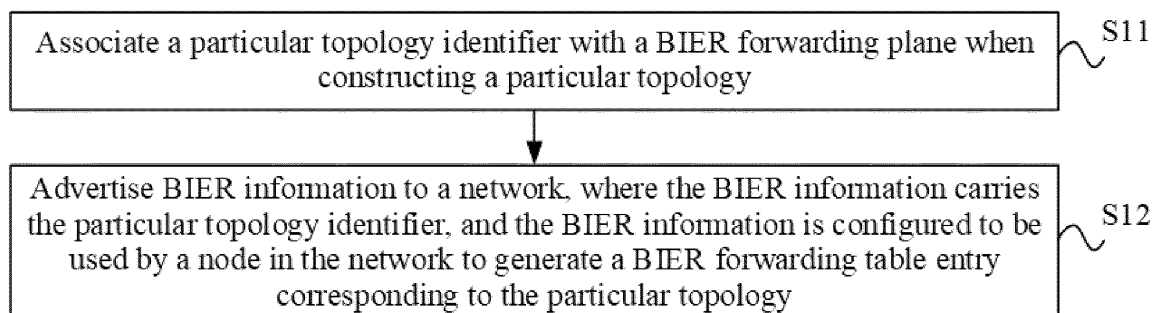 Associate a particular topology identifier with a BIER forwarding plane when
constructing a particular topology
S11
Advertise BIER information to a network, where the BIER information carries
the particular topology identifier, and the BIER information is configured to be
used by a node in the network to generate a BIER forwarding table entry
corresponding to the particular topology
S12